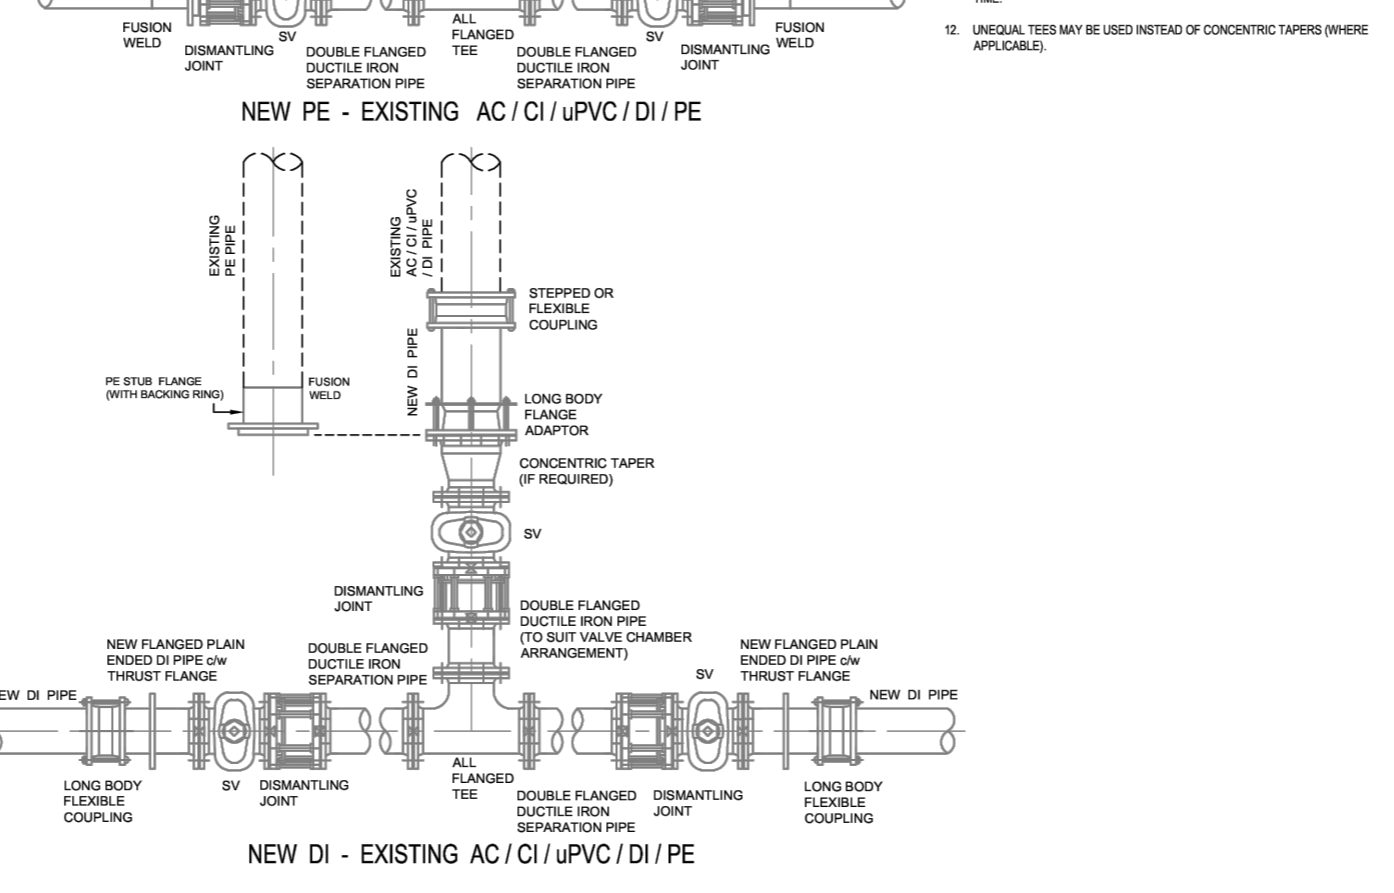 TIME.
12. UNEQUAL TEES MAY BE USED INSTEAD OF CONCENTRIC TAPERS (WHERE
APPLICABLE).
FUSION
WELD
DISMANTLING
JOINT
SV
DOUBLE FLANGED
DUCTILE IRON
SEPARATION PIPE
ALL
FLANGED
TEE
DOUBLE FLANGED
DUCTILE IRON
SEPARATION PIPE
SV
DISMANTLING
JOINT
FUSION
WELD
NEW PE - EXISTING AC / CI / uPVC / DI / PE
EXISTING
PE PIPE
EXISTING
AC / CI / uPVC
/ DI PIPE
STEPPED OR
FLEXIBLE
COUPLING
NEW DI PIPE
PE STUB FLANGE
(WITH BACKING RING)
FUSION
WELD
LONG BODY
FLANGE
ADAPTOR
CONCENTRIC TAPER
(IF REQUIRED)
SV
DISMANTLING
JOINT
DOUBLE FLANGED
DUCTILE IRON PIPE
(TO SUIT VALVE CHAMBER
ARRANGEMENT)
NEW FLANGED PLAIN
ENDED DI PIPE c/w
THRUST FLANGE
DOUBLE FLANGED
DUCTILE IRON
SEPARATION PIPE
SV
NEW FLANGED PLAIN
ENDED DI PIPE c/w
THRUST FLANGE
EW DI PIPE
NEW DI PIPE
LONG BODY
FLEXIBLE
COUPLING
SV
DISMANTLING
JOINT
ALL
FLANGED
TEE
DOUBLE FLANGED
DUCTILE IRON
SEPARATION PIPE
DISMANTLING
JOINT
LONG BODY
FLEXIBLE
COUPLING
NEW DI - EXISTING AC / CI / uPVC / DI / PE